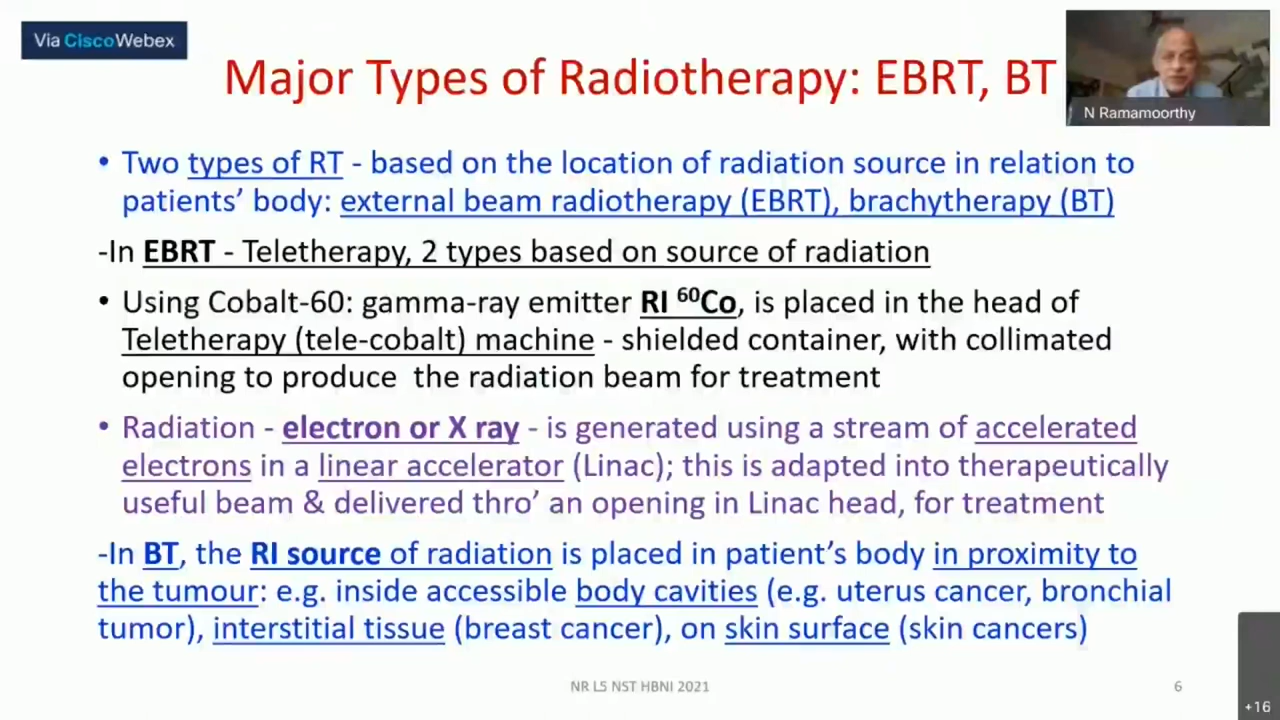 Via CiscoWebex
Major Types of Radiotherapy: EBRT, BT
N Ramamoorthy
• Two types of RT - based on the location of radiation source in relation to
patients’ body: external beam radiotherapy (EBRT), brachytherapy (BT)
-In EBRT - Teletherapy, 2 types based on source of radiation
• Using Cobalt-60: gamma-ray emitter RI ⁶⁰Co, is placed in the head of
Teletherapy (tele-cobalt) machine - shielded container, with collimated
opening to produce the radiation beam for treatment
• Radiation - electron or X ray - is generated using a stream of accelerated
electrons in a linear accelerator (Linac); this is adapted into therapeutically
useful beam & delivered thro’ an opening in Linac head, for treatment
-In BT, the RI source of radiation is placed in patient’s body in proximity to
the tumour: e.g. inside accessible body cavities (e.g. uterus cancer, bronchial
tumor), interstitial tissue (breast cancer), on skin surface (skin cancers)
NR L5 NST HBNI 2021
6
+16